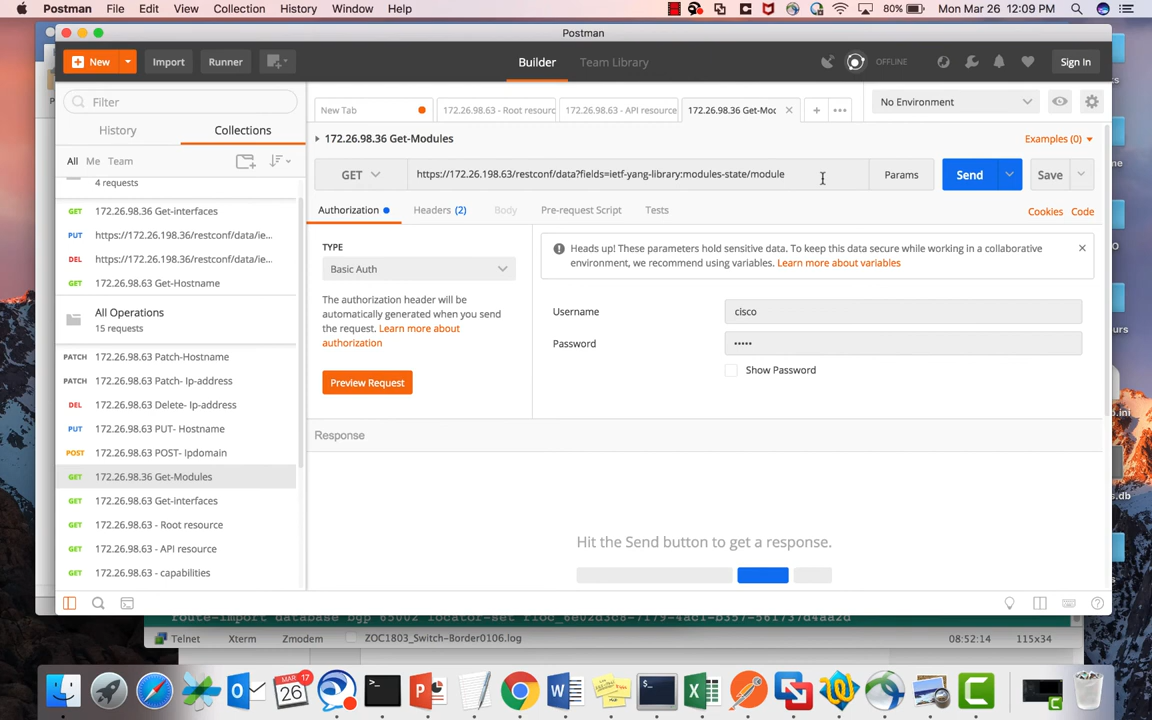 Postman File Edit View Collection History Window Help 80% Mon Mar 26 12:09 PM
Postman
New Import Runner Builder Team Library OFFLINE Sign In
Filter
History Collections
All Me Team
4 requests
GET 172.26.98.36 Get-interfaces
PUT https://172.26.198.36/restconf/data/ie...
DEL https://172.26.198.36/restconf/data/ie...
GET 172.26.98.36 Get-Hostname
All Operations
15 requests
PATCH 172.26.98.63 Patch-Hostname
PATCH 172.26.98.63 Patch- Ip-address
DEL 172.26.98.63 Delete- Ip-address
PUT 172.26.98.63 PUT- Hostname
POST 172.26.98.63 POST- Ipdomain
GET 172.26.98.36 Get-Modules
GET 172.26.98.63 Get-interfaces
GET 172.26.98.63 - Root resource
GET 172.26.98.63 - API resource
GET 172.26.98.63 - capabilities
New Tab 172.26.98.63 - Root resourc 172.26.98.63 - API resource 172.26.98.36 Get-Moc
No Environment
172.26.98.36 Get-Modules Examples (0)
GET https://172.26.198.63/restconf/data?fields=ietf-yang-library:modules-state/module Params Send Save
Authorization Headers (2) Body Pre-request Script Tests Cookies Code
TYPE
Basic Auth
The authorization header will be
automatically generated when you send
the request. Learn more about
authorization
Preview Request
Heads up! These parameters hold sensitive data. To keep this data secure while working in a collaborative
environment, we recommend using variables. Learn more about variables
Username cisco
Password •••••
Show Password
Response
Hit the Send button to get a response.
Telnet Xterm Zmodem ZOC1803_Switch-Border0106.log 08:52:14 115x34
MAR 17
26
ours
o.ini
s.db